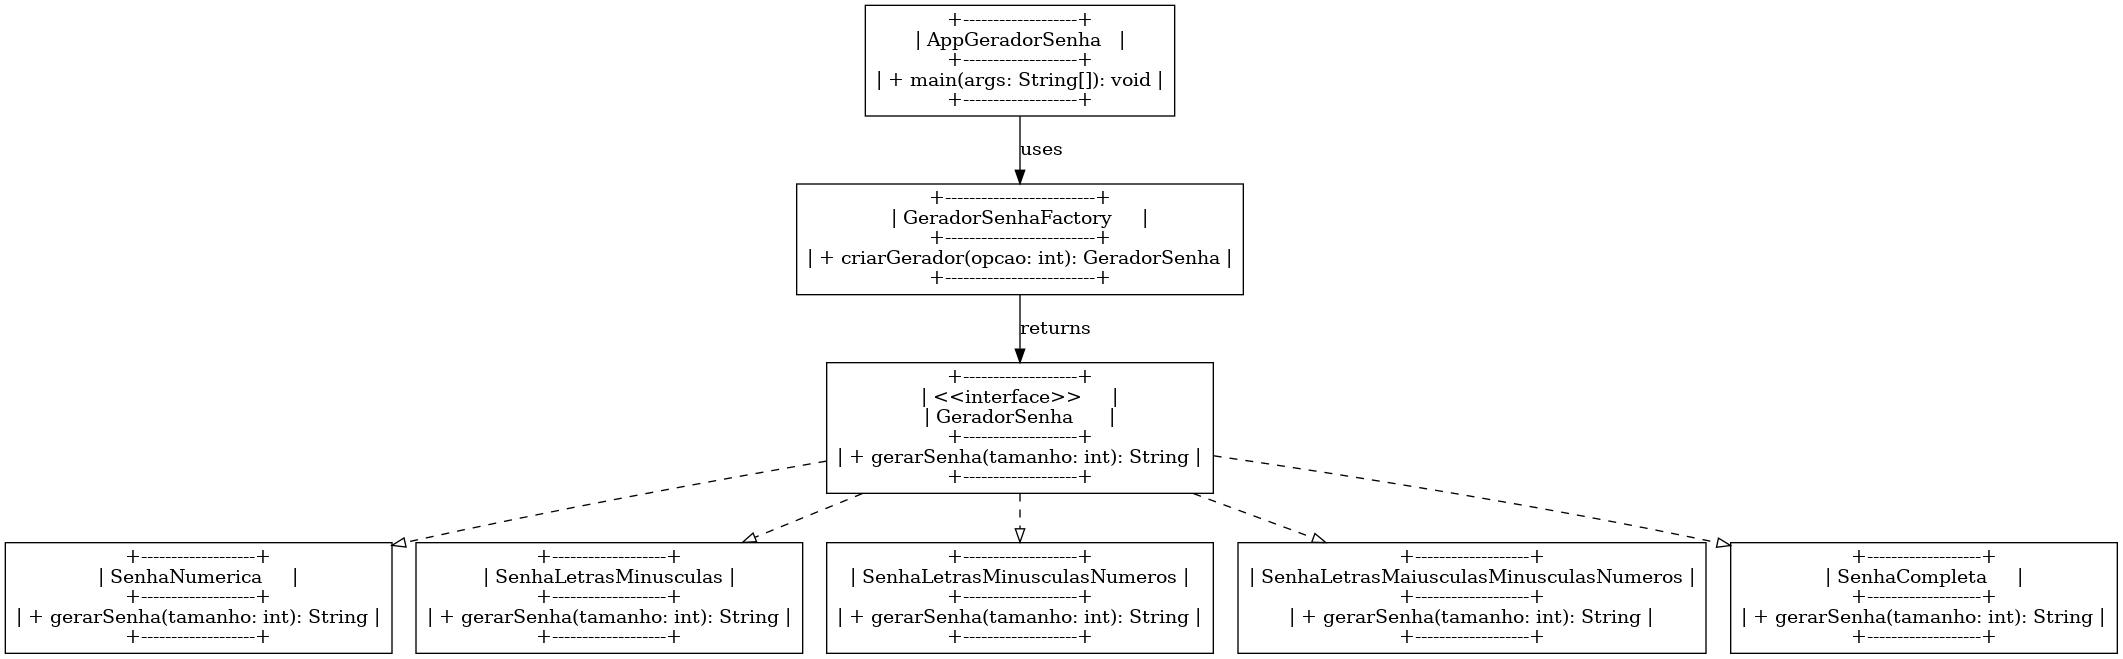 +-------------------+
| AppGeradorSenha   |
+-------------------+
| + main(args: String[]): void |
+-------------------+
uses
+-------------------------+
| GeradorSenhaFactory     |
+-------------------------+
| + criarGerador(opcao: int): GeradorSenha |
+-------------------------+
returns
+-------------------+
| <<interface>>     |
| GeradorSenha      |
+-------------------+
| + gerarSenha(tamanho: int): String |
+-------------------+
+-------------------+
| SenhaNumerica     |
+-------------------+
| + gerarSenha(tamanho: int): String |
+-------------------+
+-------------------+
| SenhaLetrasMinusculas |
+-------------------+
| + gerarSenha(tamanho: int): String |
+-------------------+
+-------------------+
| SenhaLetrasMinusculasNumeros |
+-------------------+
| + gerarSenha(tamanho: int): String |
+-------------------+
+-------------------+
| SenhaLetrasMaiusculasMinusculasNumeros |
+-------------------+
| + gerarSenha(tamanho: int): String |
+-------------------+
+-------------------+
| SenhaCompleta     |
+-------------------+
| + gerarSenha(tamanho: int): String |
+-------------------+